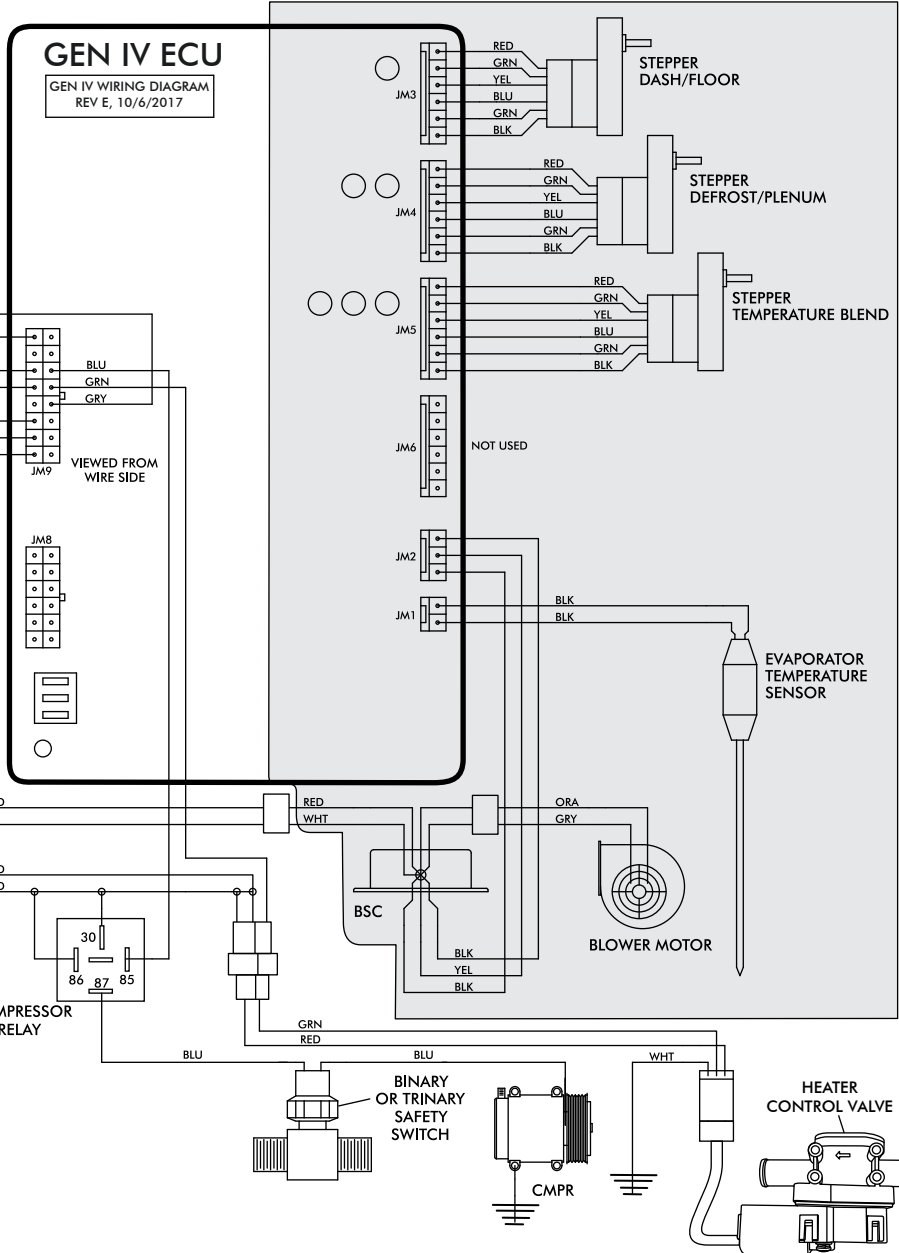 GEN IV ECU
GEN IV WIRING DIAGRAM
REV E, 10/6/2017
JM3
RED
GRN
YEL
BLU
GRN
BLK
STEPPER
DASH/FLOOR
JM4
RED
GRN
YEL
BLU
GRN
BLK
STEPPER
DEFROST/PLENUM
JM5
RED
GRN
YEL
BLU
GRN
BLK
STEPPER
TEMPERATURE BLEND
BLU
GRN
GRY
JM9
VIEWED FROM
WIRE SIDE
JM6
NOT USED
JM8
JM2
JM1
BLK
BLK
EVAPORATOR
TEMPERATURE
SENSOR
RED
WHT
ORA
GRY
BSC
BLOWER MOTOR
BLK
YEL
BLK
30
86
87
85
MPRESSOR
RELAY
GRN
RED
BLU
BLU
WHT
BINARY
OR TRINARY
SAFETY
SWITCH
CMPR
HEATER
CONTROL VALVE